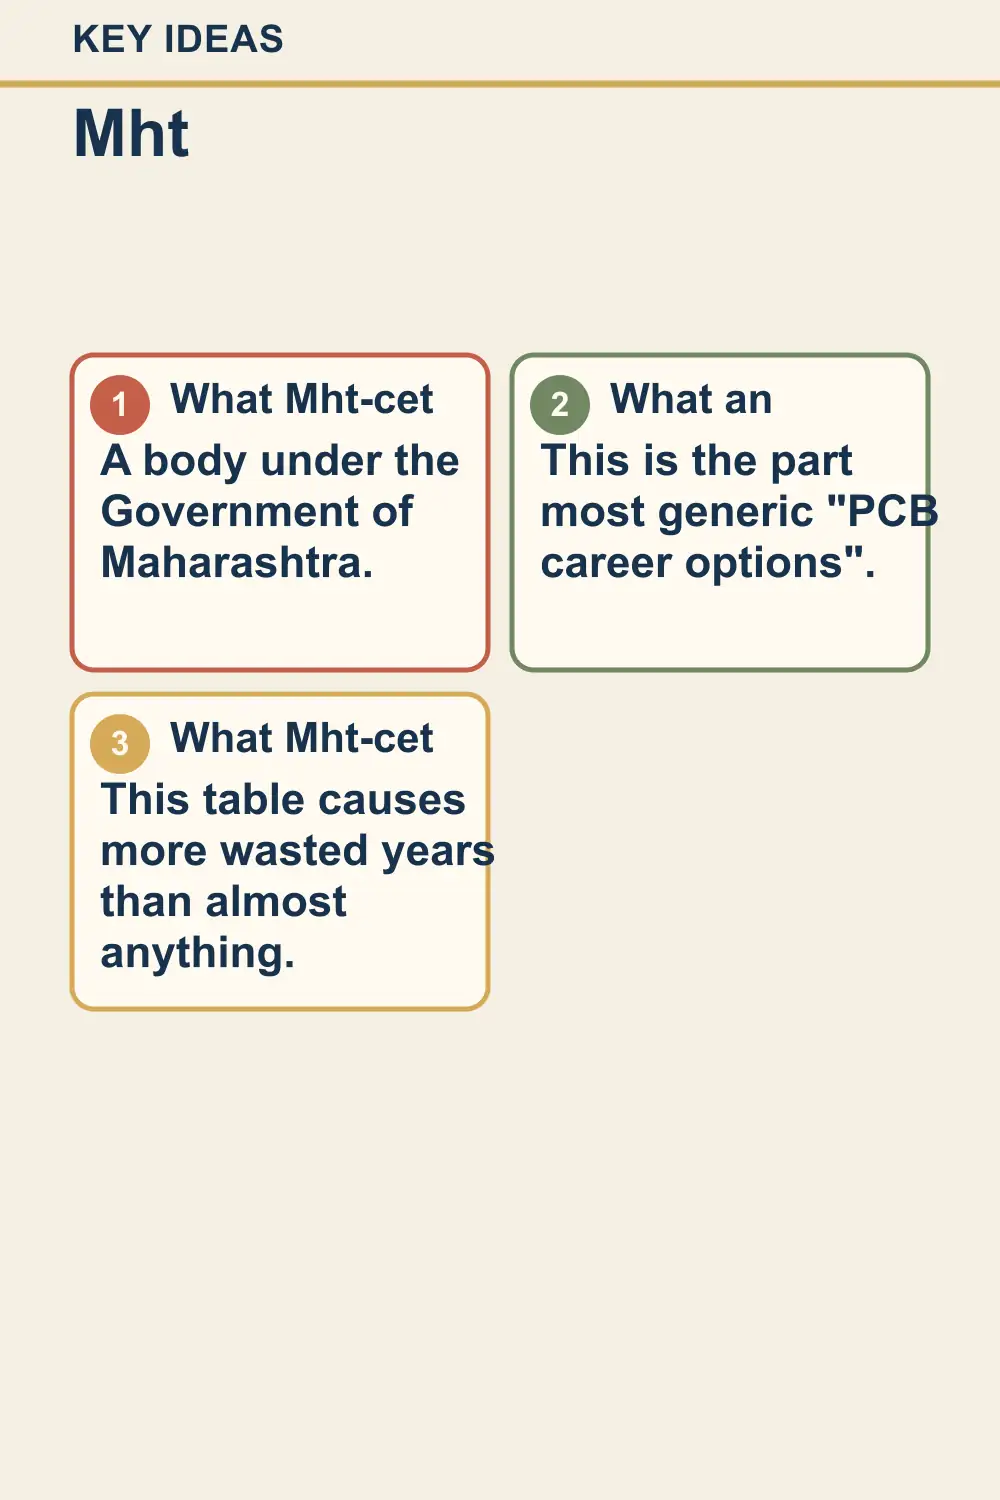 KEY IDEAS
Mht
1 What Mht-cet
A body under the
Government of
Maharashtra.
2 What an
This is the part
most generic "PCB
career options".
3 What Mht-cet
This table causes
more wasted years
than almost
anything.